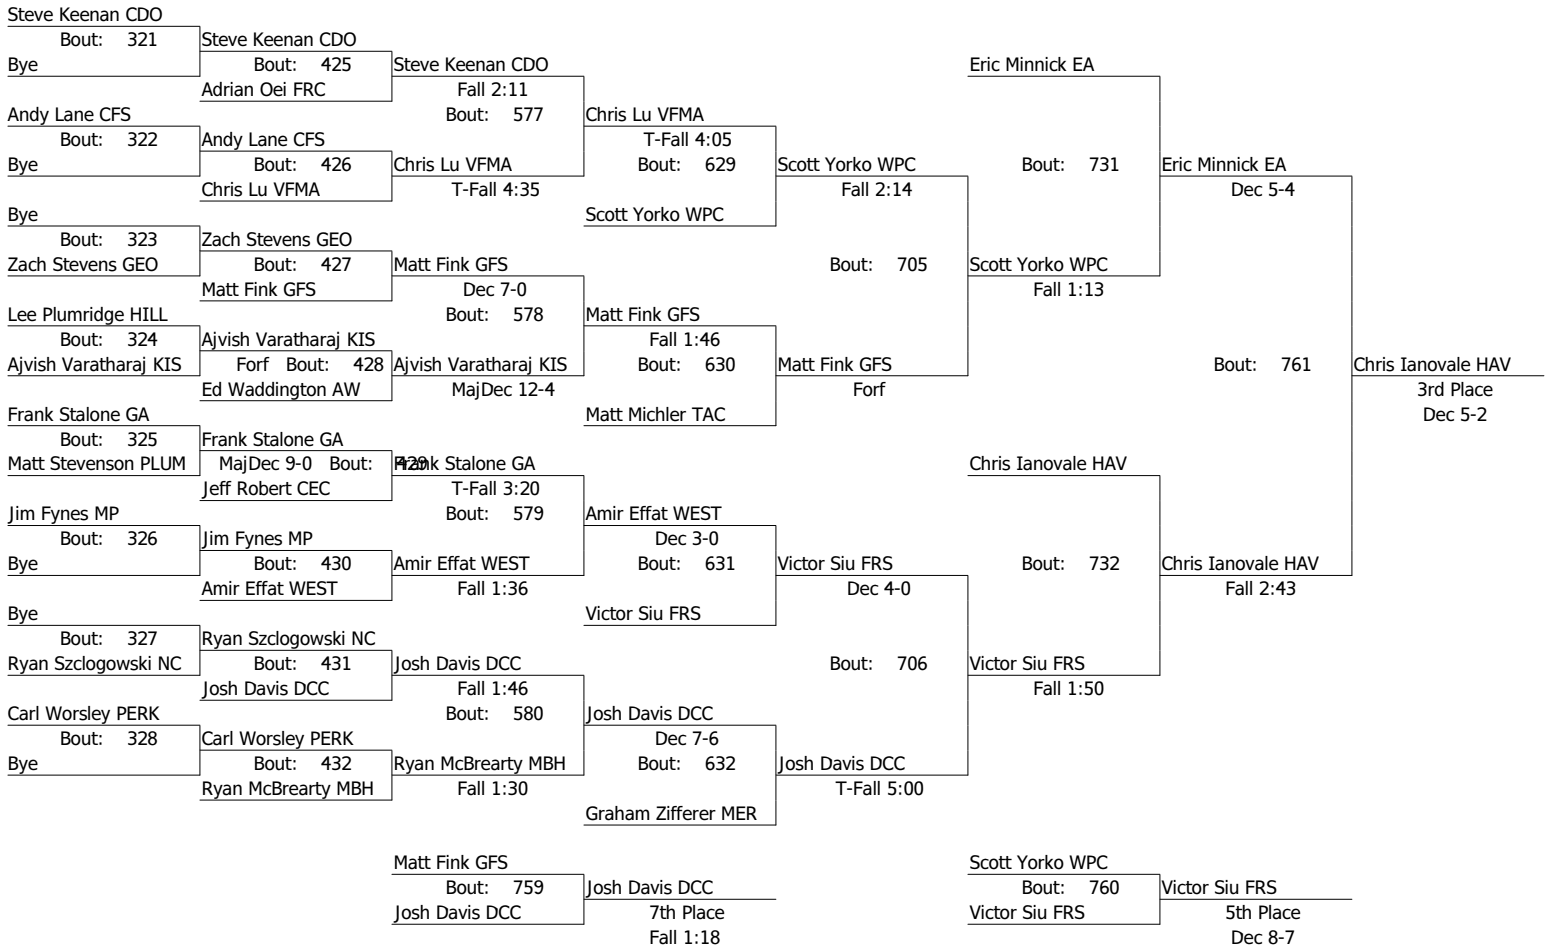 Steve Keenan CDO
Bout: 321
Steve Keenan CDO
Bye
Bout: 425
Steve Keenan CDO
Eric Minnick EA
Adrian Oei FRC
Fall 2:11
Andy Lane CFS
Bout: 577
Chris Lu VFMA
Bout: 322
Andy Lane CFS
T-Fall 4:05
Bye
Bout: 426
Chris Lu VFMA
Bout: 629
Scott Yorko WPC
Bout: 731
Eric Minnick EA
Chris Lu VFMA
T-Fall 4:35
Fall 2:14
Dec 5-4
Bye
Scott Yorko WPC
Bout: 323
Zach Stevens GEO
Zach Stevens GEO
Bout: 427
Matt Fink GFS
Bout: 705
Scott Yorko WPC
Matt Fink GFS
Dec 7-0
Fall 1:13
Lee Plumridge HILL
Bout: 578
Matt Fink GFS
Bout: 324
Ajvish Varatharaj KIS
Fall 1:46
Ajvish Varatharaj KIS
Forf Bout: 428
Ajvish Varatharaj KIS
Bout: 630
Matt Fink GFS
Bout: 761
Chris Ianovale HAV
Ed Waddington AW
MajDec 12-4
Forf
3rd Place
Frank Stalone GA
Matt Michler TAC
Dec 5-2
Bout: 325
Frank Stalone GA
Matt Stevenson PLUM
MajDec 9-0 Bout: 429
Frank Stalone GA
Chris Ianovale HAV
Jeff Robert CEC
T-Fall 3:20
Jim Fynes MP
Bout: 579
Amir Effat WEST
Bout: 326
Jim Fynes MP
Dec 3-0
Bye
Bout: 430
Amir Effat WEST
Bout: 631
Victor Siu FRS
Bout: 732
Chris Ianovale HAV
Amir Effat WEST
Fall 1:36
Dec 4-0
Fall 2:43
Bye
Victor Siu FRS
Bout: 327
Ryan Szclogowski NC
Ryan Szclogowski NC
Bout: 431
Josh Davis DCC
Bout: 706
Victor Siu FRS
Josh Davis DCC
Fall 1:46
Fall 1:50
Carl Worsley PERK
Bout: 580
Josh Davis DCC
Bout: 328
Carl Worsley PERK
Dec 7-6
Bye
Bout: 432
Ryan McBrearty MBH
Bout: 632
Josh Davis DCC
Ryan McBrearty MBH
Fall 1:30
T-Fall 5:00
Graham Zifferer MER
Matt Fink GFS
Scott Yorko WPC
Bout: 759
Josh Davis DCC
Bout: 760
Victor Siu FRS
Josh Davis DCC
7th Place
Victor Siu FRS
5th Place
Fall 1:18
Dec 8-7